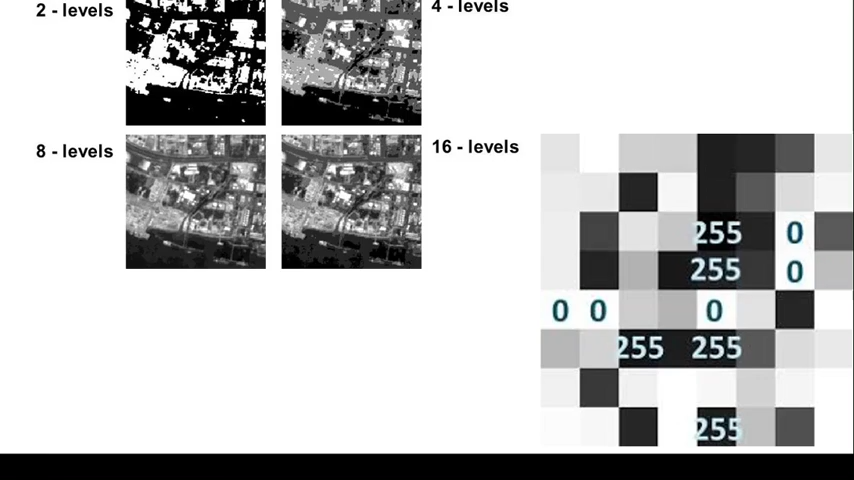 2 - levels
4 - levels
8 - levels
16 - levels
255 0
255 0
0 0 0
255 255
255